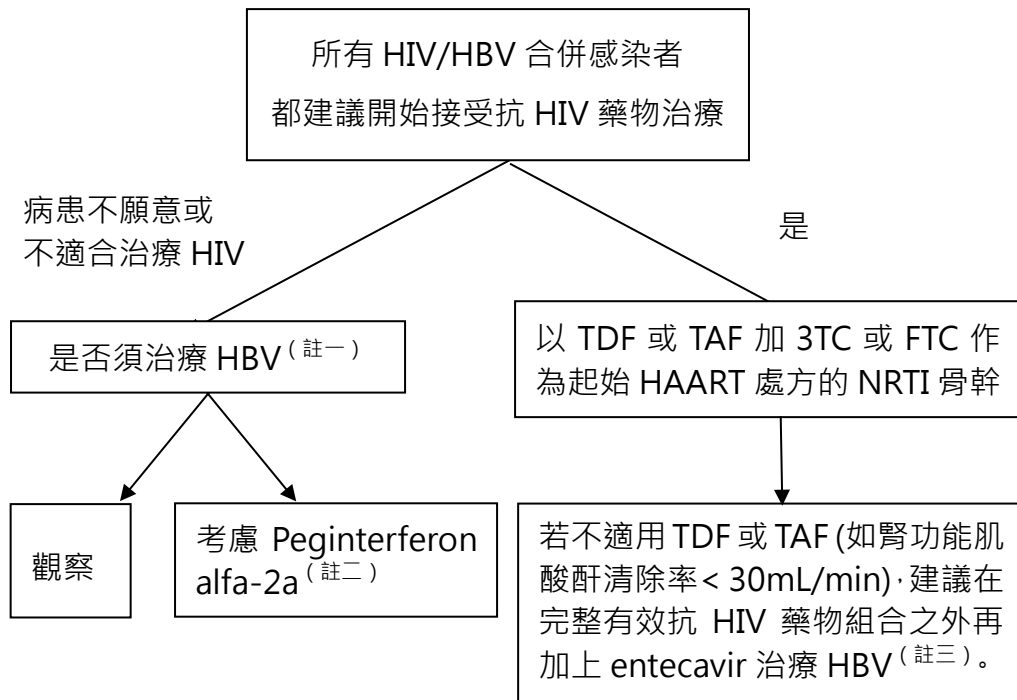 所有 HIV/HBV 合併感染者
都建議開始接受抗 HIV 藥物治療
病患不願意或
不適合治療 HIV
是
是否須治療 HBV（註一）
以 TDF 或 TAF 加 3TC 或 FTC 作
為起始 HAART 處方的 NRTI 骨幹
觀察
考慮 Peginterferon
alfa-2a（註二）
若不適用 TDF 或 TAF (如腎功能肌
酸酐清除率< 30mL/min)，建議在
完整有效抗 HIV 藥物組合之外再
加上 entecavir 治療 HBV（註三）。